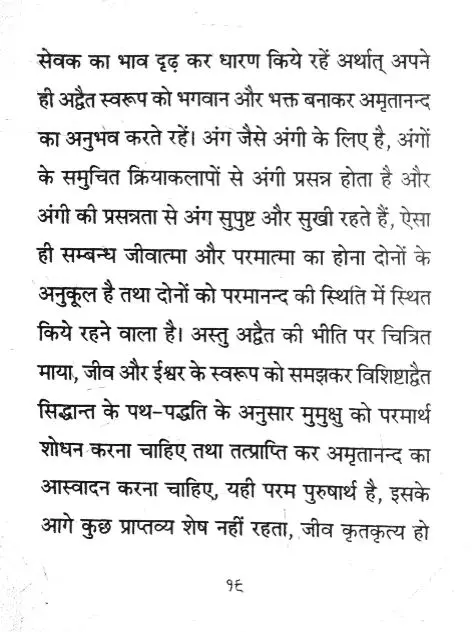 सेवक का भाव दृढ़ कर धारण किये रहें अर्थात् अपने
ही अद्वैत स्वरूप को भगवान और भक्त बनाकर अमृतानन्द
का अनुभव करते रहें। अंग जैसे अंगी के लिए है, अंगों
के समुचित क्रियाकलापों से अंगी प्रसन्न होता है और
अंगी की प्रसन्नता से अंग सुपुष्ट और सुखी रहते हैं, ऐसा
ही सम्बन्ध जीवात्मा और परमात्मा का होना दोनों के
अनुकूल है तथा दोनों को परमानन्द की स्थिति में स्थित
किये रहने वाला है। अस्तु अद्वैत की भीति पर चित्रित
माया, जीव और ईश्वर के स्वरूप को समझकर विशिष्टाद्वैत
सिद्धान्त के पथ-पद्धति के अनुसार मुमुक्षु को परमार्थ
शोधन करना चाहिए तथा तत्प्राप्ति कर अमृतानन्द का
आस्वादन करना चाहिए, यही परम पुरुषार्थ है, इसके
आगे कुछ प्राप्तव्य शेष नहीं रहता, जीव कृतकृत्य हो
१९